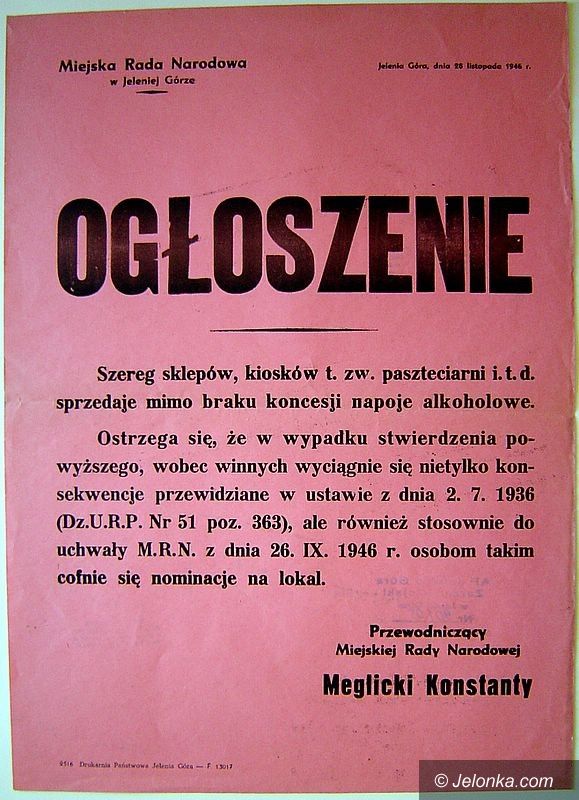 Miejska Rada Narodowa
w Jeleniej Górze
Jelenia Góra, dnia 28 listopada 1946 r.
OGŁOSZENIE
Szereg sklepów, kiosków t. zw. paszteciarni i. t. d.
sprzedaje mimo braku koncesji napoje alkoholowe.
Ostrzega się, że w wypadku stwierdzenia po-
wyższego, wobec winnych wyciągnie się nietylko kon-
sekwencje przewidziane w ustawie z dnia 2. 7. 1936
(Dz.U.R.P. Nr 51 poz. 363), ale również stosownie do
uchwały M.R.N. z dnia 26. IX. 1946 r. osobom takim
cofnie się nominacje na lokal.
Przewodniczący
Miejskiej Rady Narodowej
Meglicki Konstanty
2516 Drukarnia Państwowa Jelenia Góra — F. 13017
© Jelonka.com